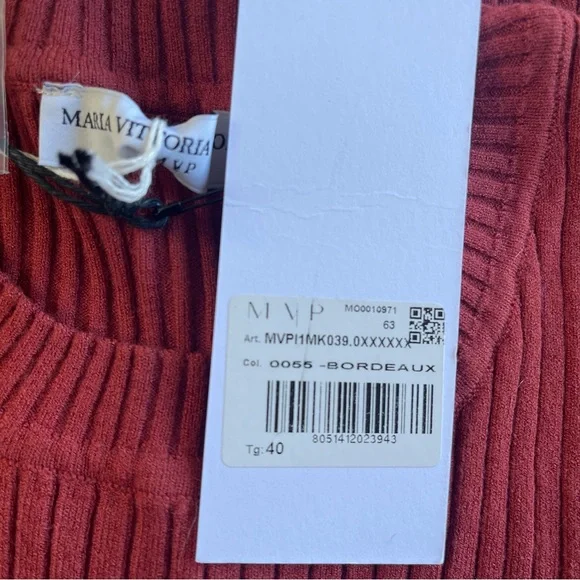 MARIA VITTORIA
MVP
MVP
MO0010971
63
Art. MVPI1MK039.0XXXXXX
Col. 0055 -BORDEAUX
8051412023943
Tg: 40